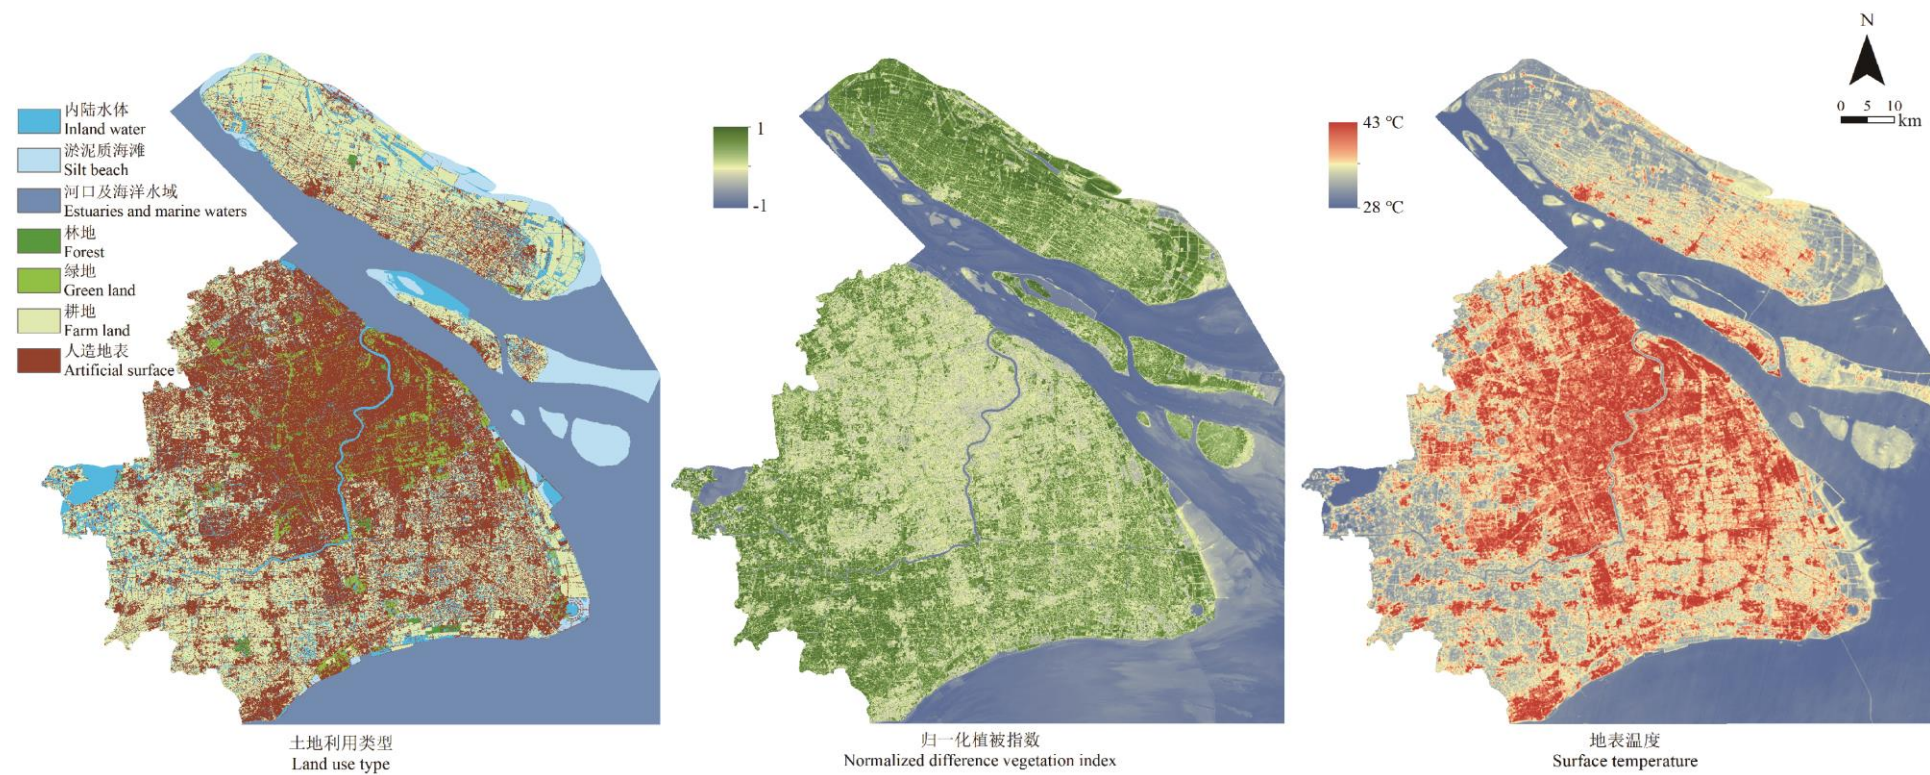 内陆水体
Inland water
淤泥质海滩
Silt beach
河口及海洋水域
Estuaries and marine waters
林地
Forest
绿地
Green land
耕地
Farm land
人造地表
Artificial surface
土地利用类型
Land use type
1
-1
归一化植被指数
Normalized difference vegetation index
43 ℃
28 ℃
N
0 5 10
km
地表温度
Surface temperature